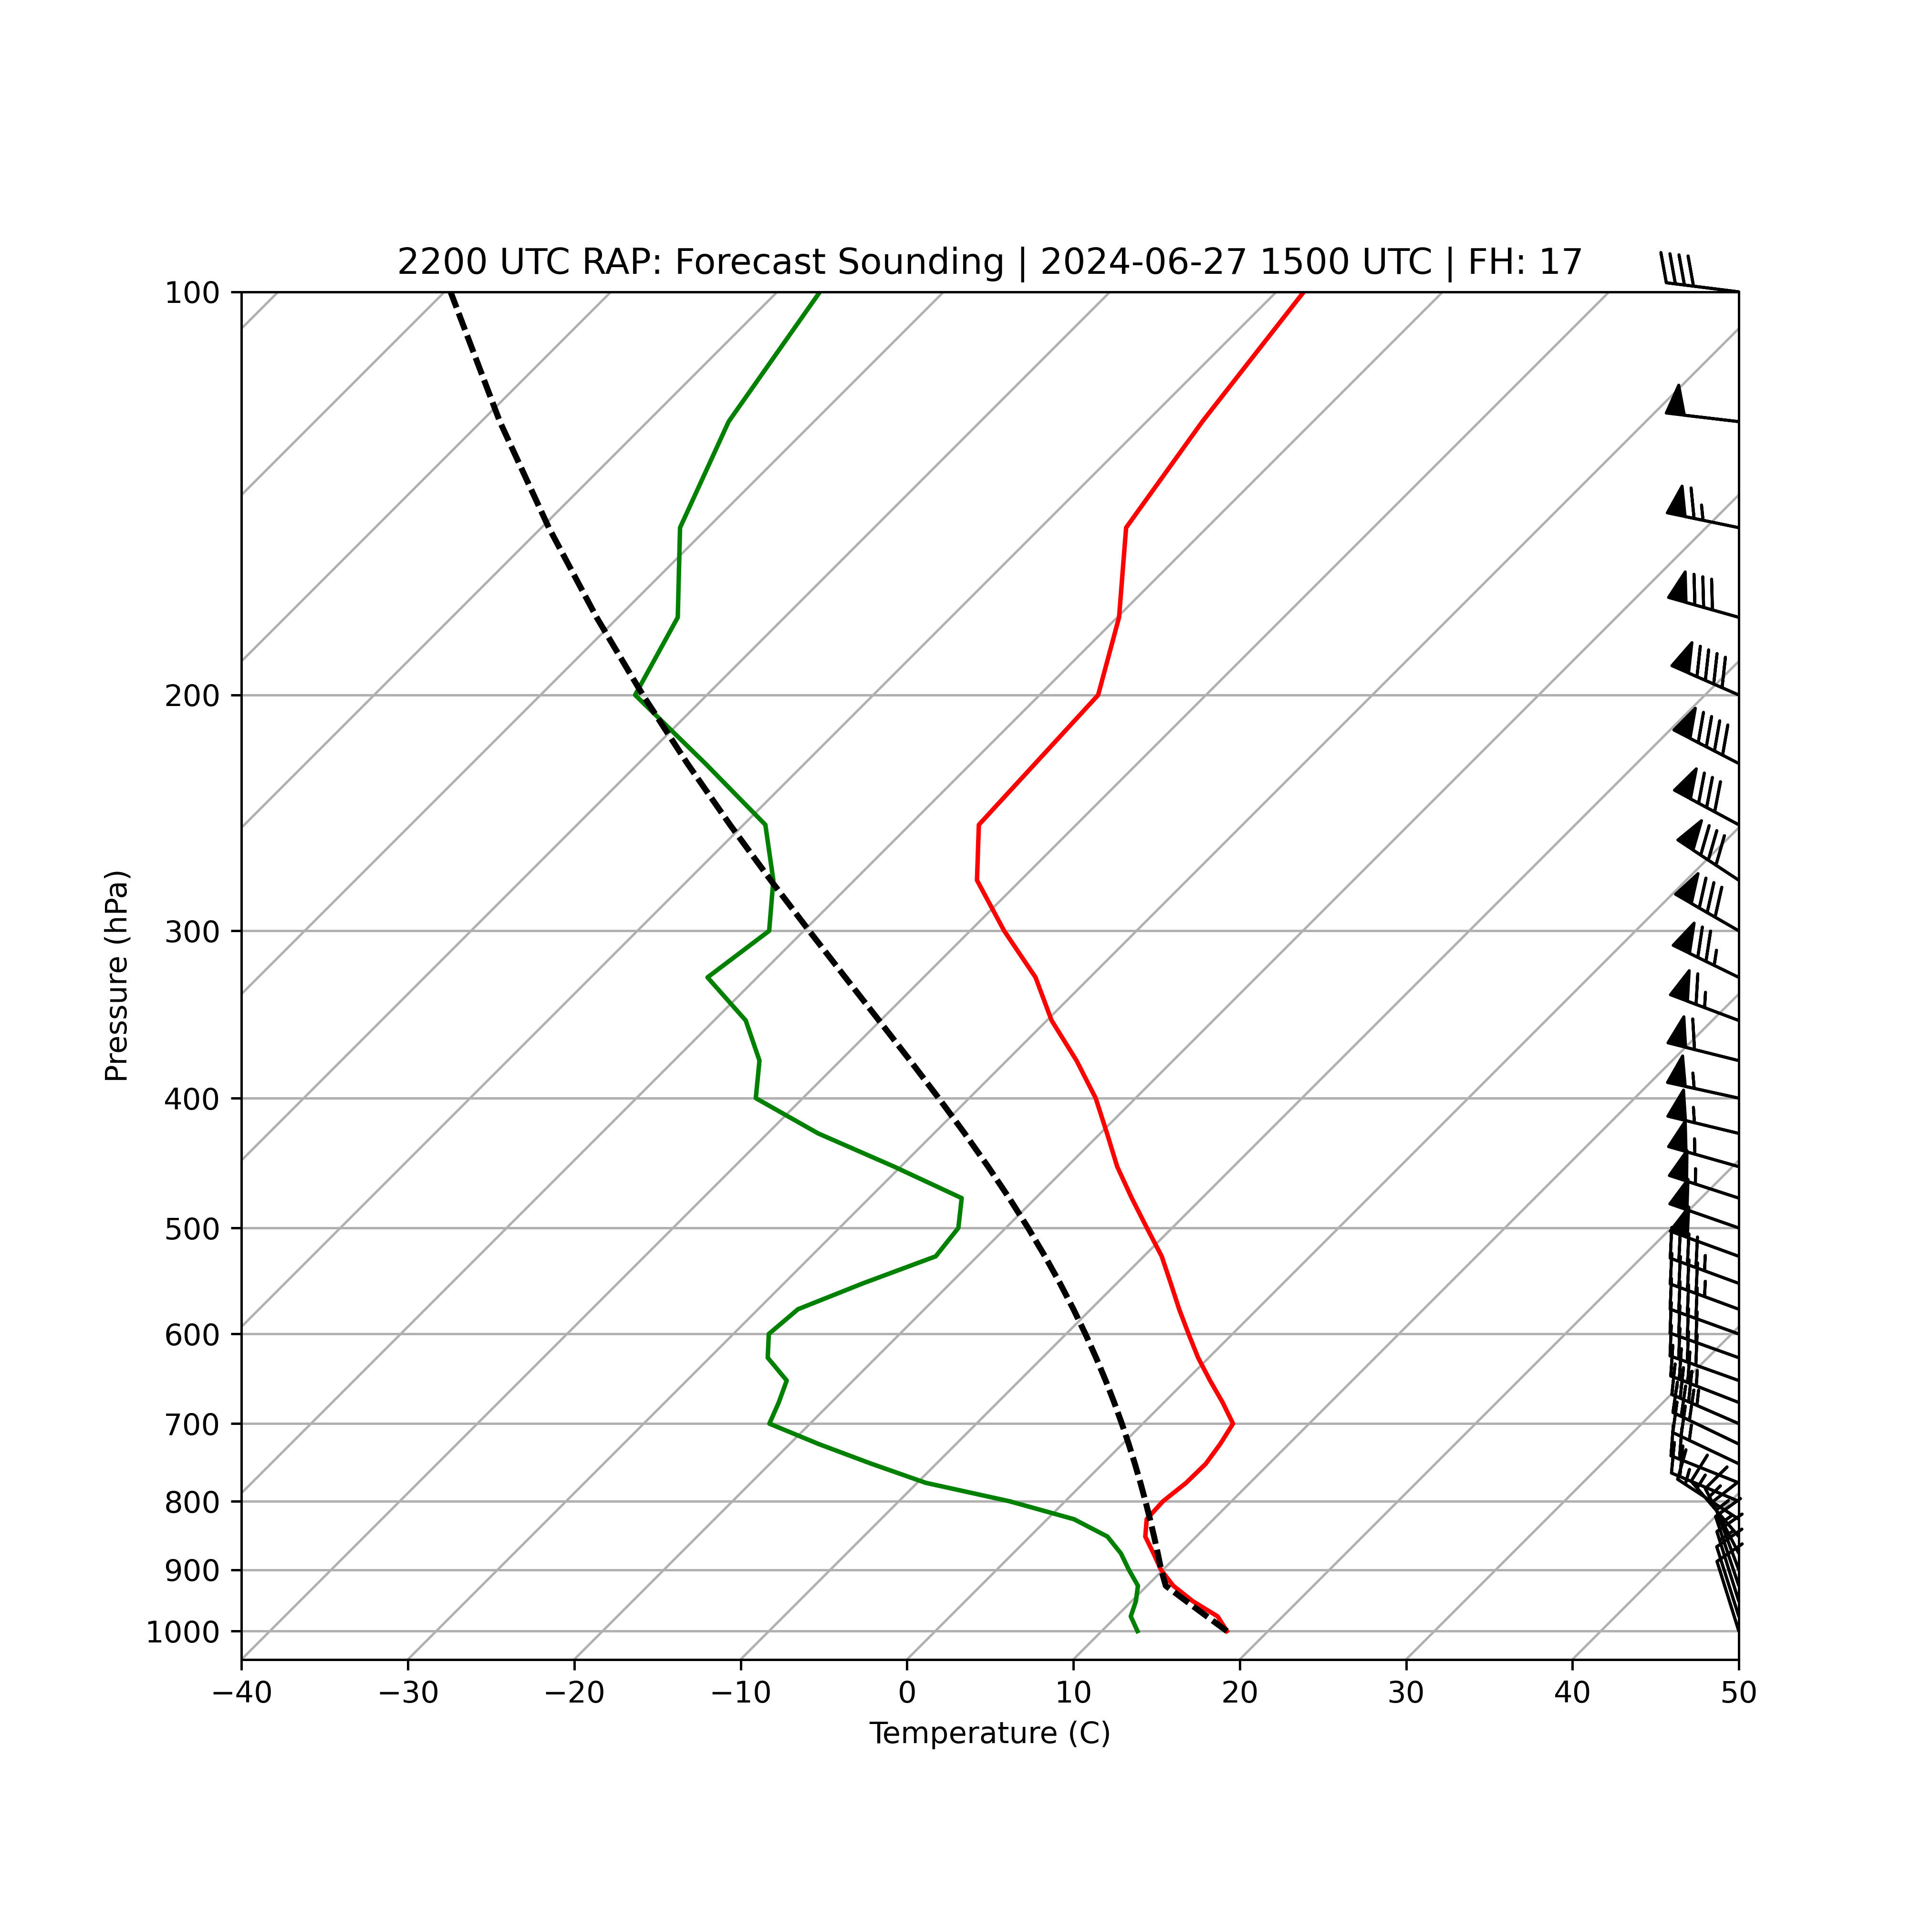 2200 UTC RAP: Forecast Sounding | 2024-06-27 1500 UTC | FH: 17
100
200
300
400
500
600
700
800
900
1000
Pressure (hPa)
−40 −30 −20 −10 0 10 20 30 40 50
Temperature (C)